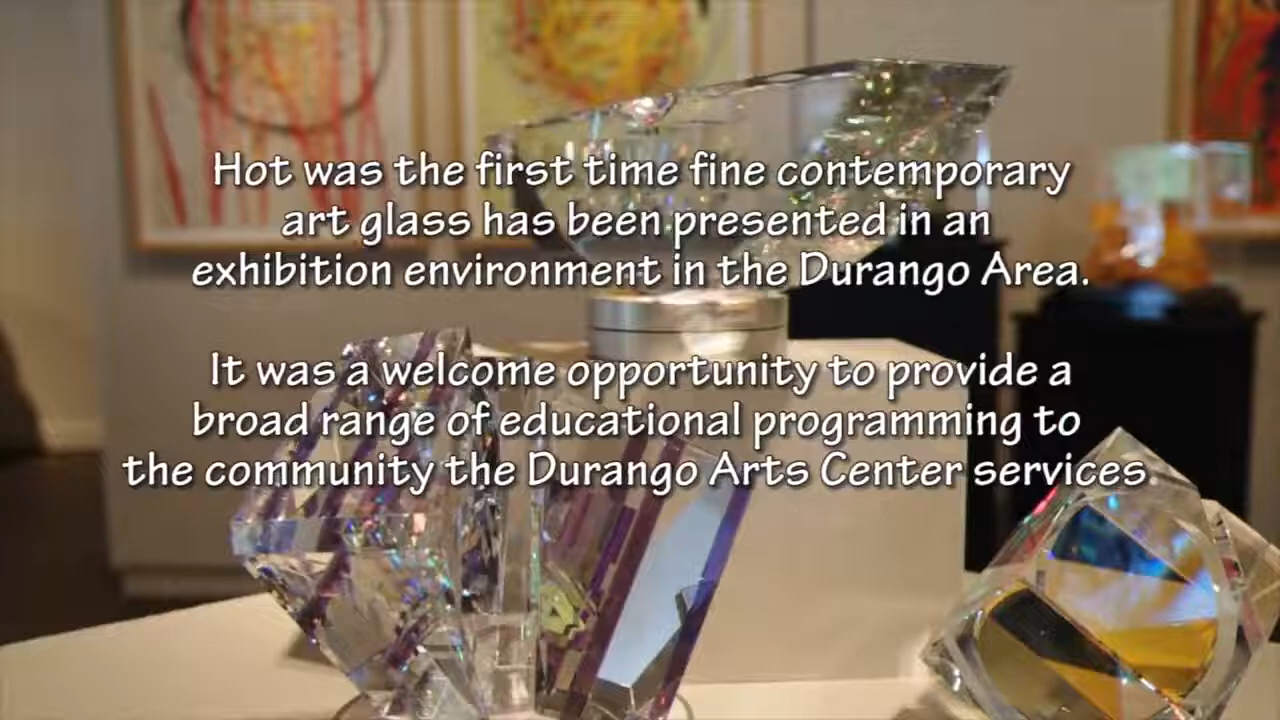 Hot was the first time fine contemporary
art glass has been presented in an
exhibition environment in the Durango Area.
It was a welcome opportunity to provide a
broad range of educational programming to
the community the Durango Arts Center services.